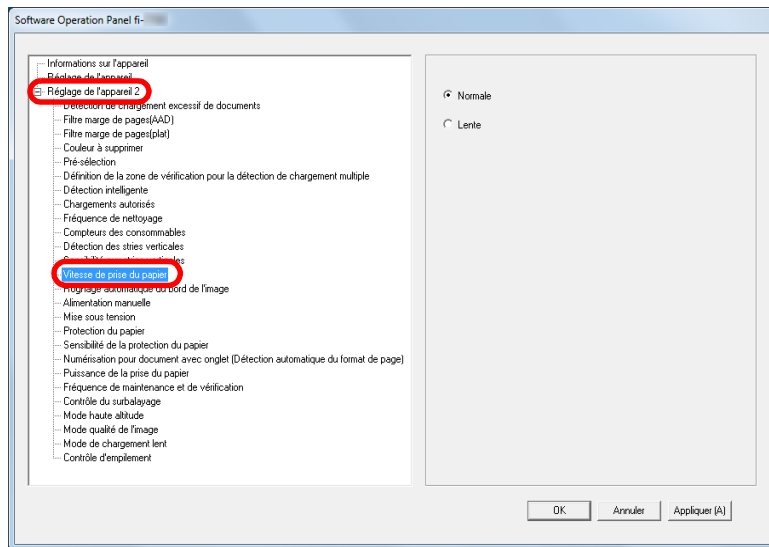 Software Operation Panel fi-
Informations sur l'appareil
Réglage de l'appareil
Réglage de l'appareil 2
Détection de chargement excessif de documents
Filtre marge de pages(AAD)
Filtre marge de pages(plat)
Couleur à supprimer
Pré-sélection
Définition de la zone de vérification pour la détection de chargement multiple
Détection intelligente
Chargements autorisés
Fréquence de nettoyage
Compteurs des consommables
Détection des stries verticales
Sensibilité aux stries verticales
Vitesse de prise du papier
Rognage automatique du bord de l'image
Alimentation manuelle
Mise sous tension
Protection du papier
Sensibilité de la protection du papier
Numérisation pour document avec onglet (Détection automatique du format de page)
Puissance de la prise du papier
Fréquence de maintenance et de vérification
Contrôle du surbalayage
Mode haute altitude
Mode qualité de l'image
Mode de chargement lent
Contrôle d'empilement
Normale
Lente
OK
Annuler
Appliquer (A)